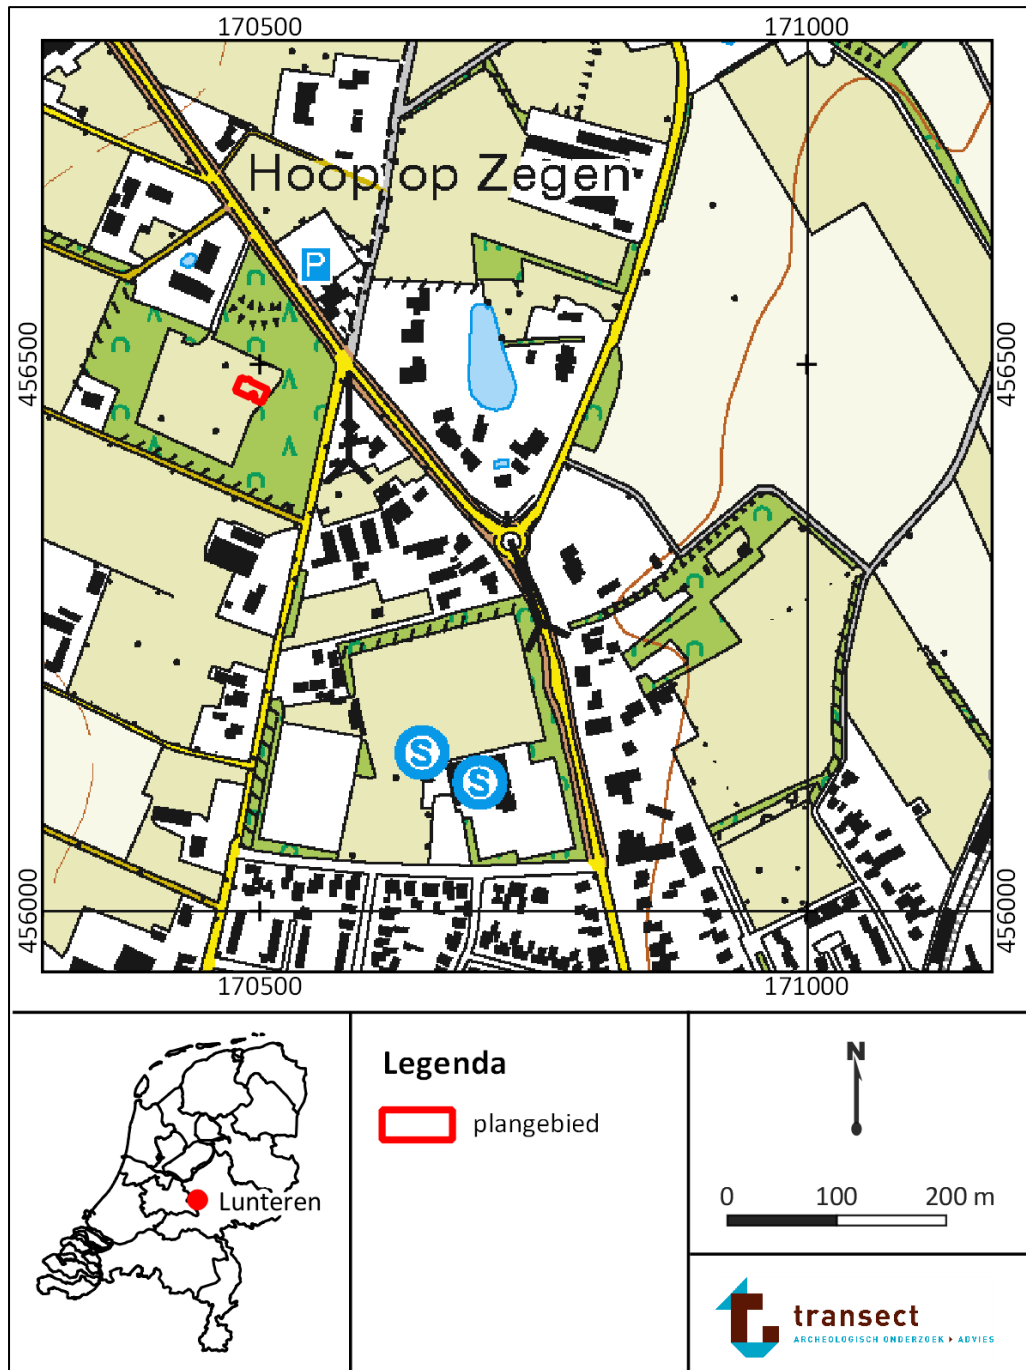 170500 171000
Hoop op Zegen
P
456500 456500
S
S
456000 456000
170500 171000
Legenda
plangebied
Lunteren
N
0 100 200 m
transect
ARCHEOLOGISCH ONDERZOEK ▸ ADVIES